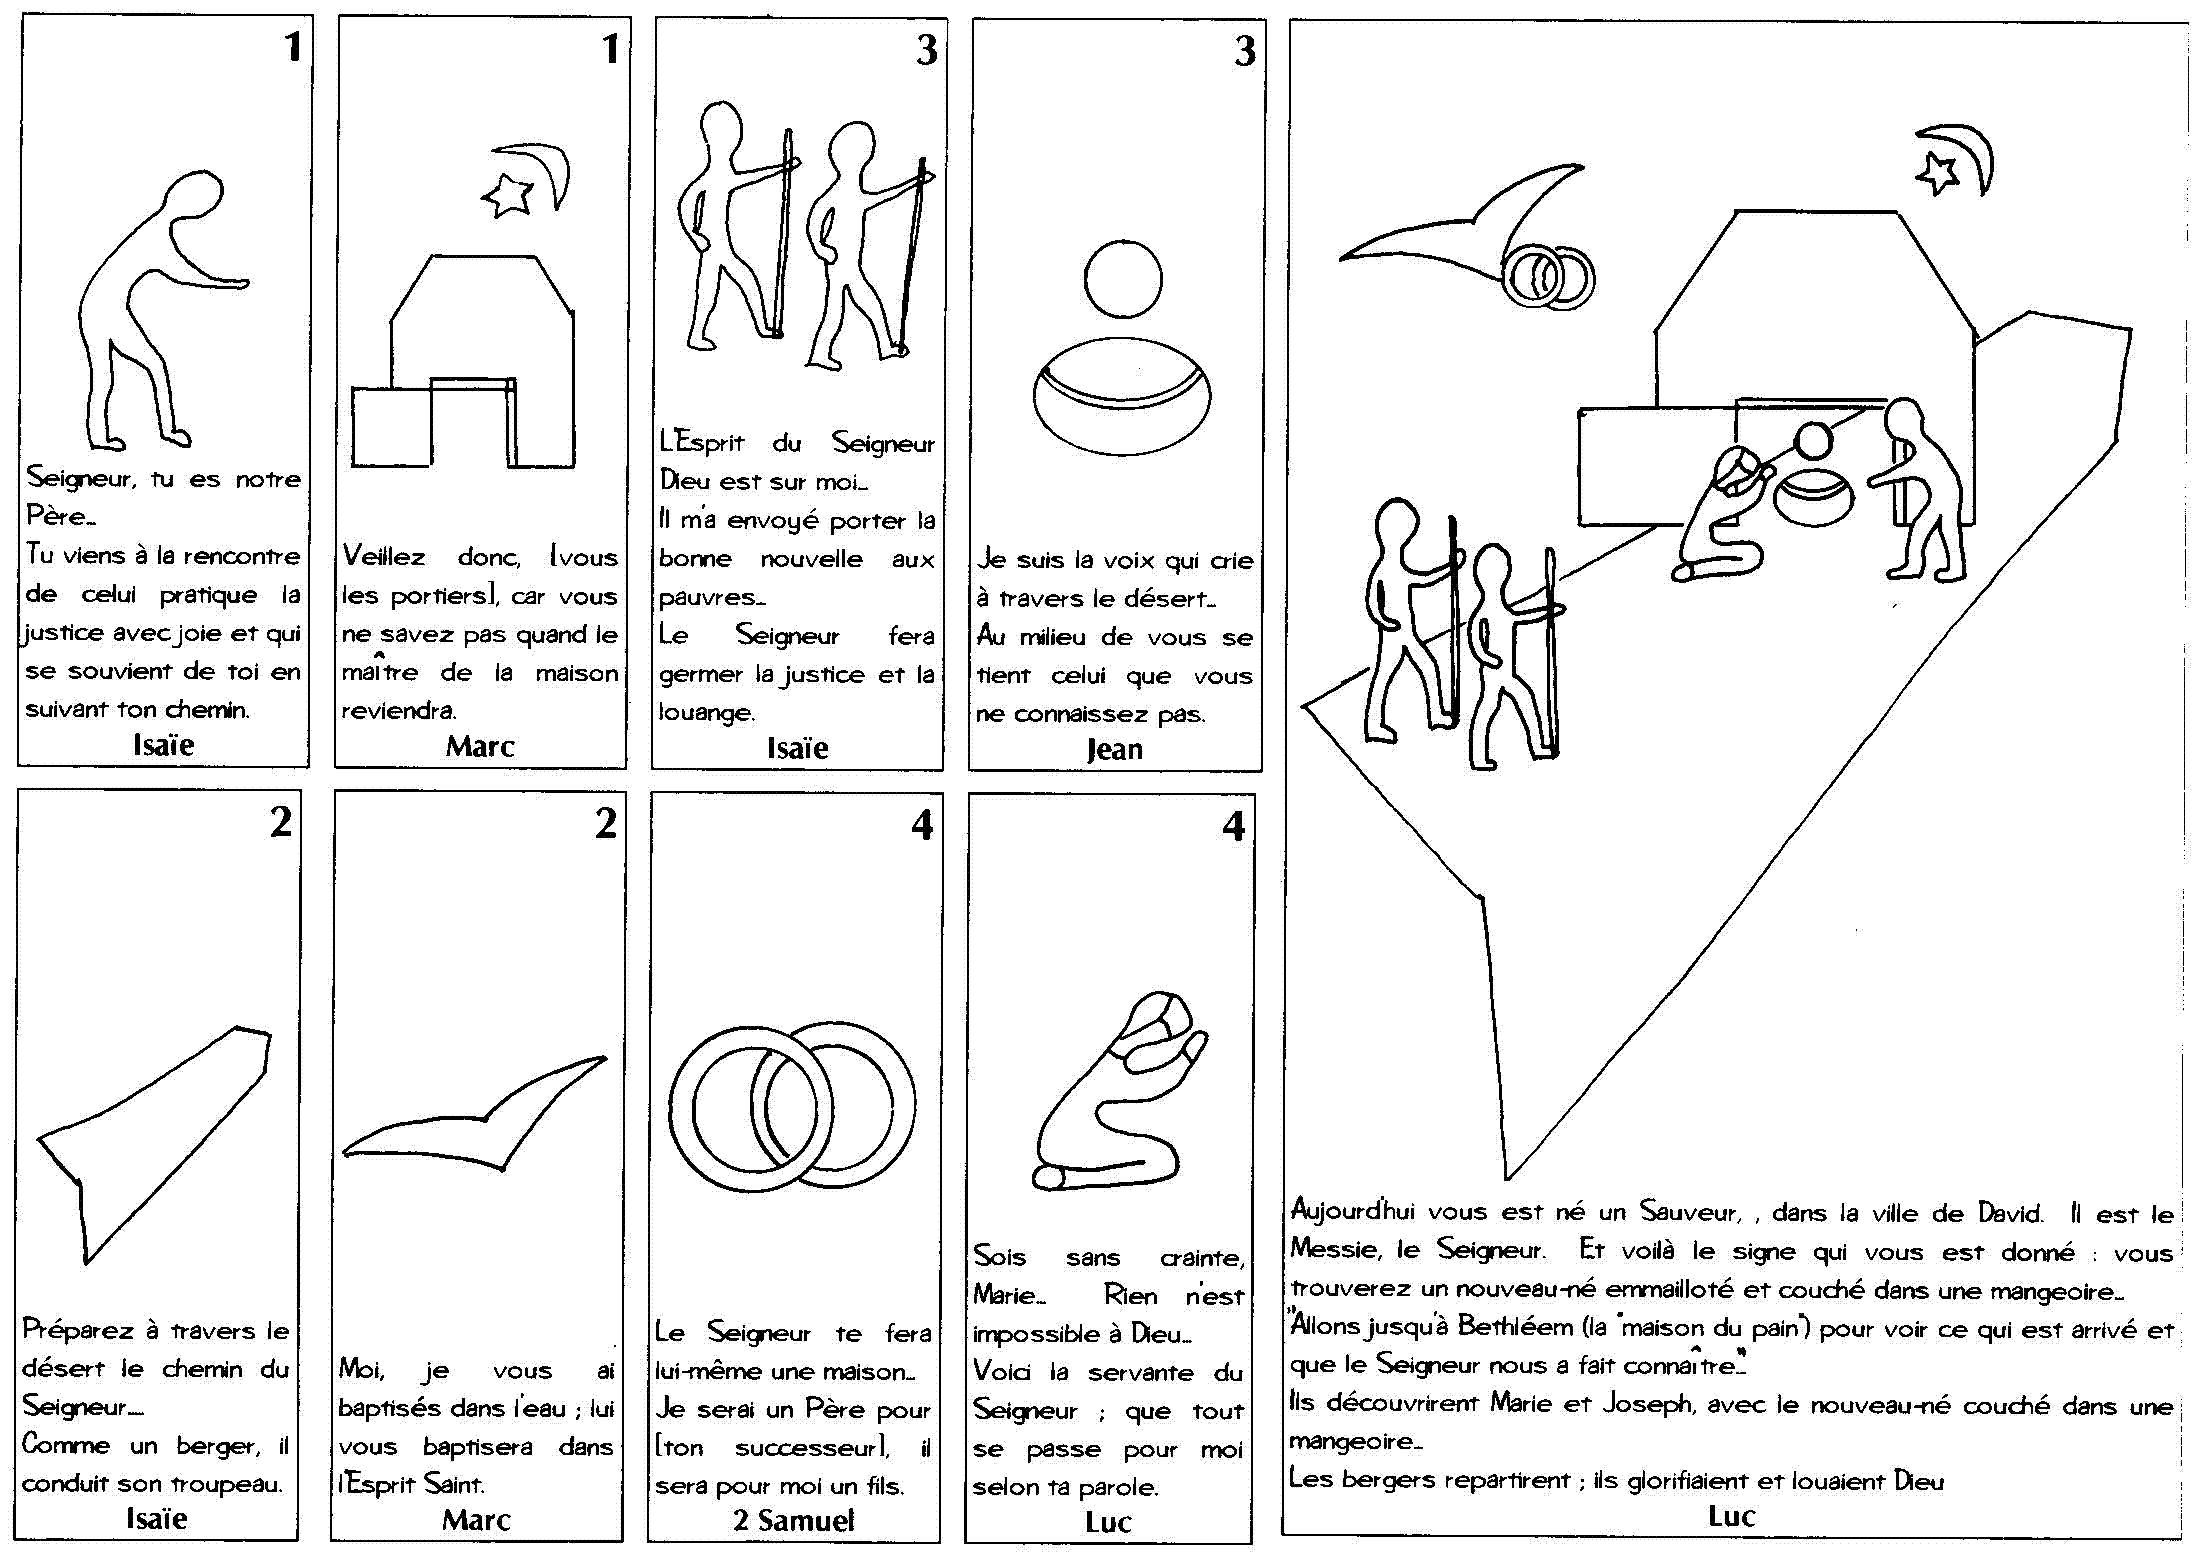 1
Seigneur, tu es notre
Père...
Tu viens à la rencontre
de celui pratique la
justice avec joie et qui
se souvient de toi en
suivant ton chemin.
Isaïe
1
Veillez donc, [vous
les portiers], car vous
ne savez pas quand le
maître de la maison
reviendra.
Marc
3
L'Esprit du Seigneur
Dieu est sur moi...
Il m'a envoyé porter la
bonne nouvelle aux
pauvres...
Le Seigneur fera
germer la justice et la
louange.
Isaïe
3
Je suis la voix qui crie
à travers le désert...
Au milieu de vous se
tient celui que vous
ne connaissez pas.
Jean
2
Préparez à travers le
désert le chemin du
Seigneur...
Comme un berger, il
conduit son troupeau.
Isaïe
2
Moi, je vous ai
baptisés dans l'eau ; lui
vous baptisera dans
l'Esprit Saint.
Marc
4
Le Seigneur te fera
lui-même une maison...
Je serai un Père pour
[ton successeur], il
sera pour moi un fils.
2 Samuel
4
Sois sans crainte,
Marie... Rien n'est
impossible à Dieu...
Voici la servante du
Seigneur ; que tout
se passe pour moi
selon ta parole.
Luc
Aujourd'hui vous est né un Sauveur, , dans la ville de David. Il est le
Messie, le Seigneur. Et voilà le signe qui vous est donné : vous
trouverez un nouveau-né emmailloté et couché dans une mangeoire...
"Allons jusqu'à Bethléem (la "maison du pain") pour voir ce qui est arrivé et
que le Seigneur nous a fait connaître..."
Ils découvrirent Marie et Joseph, avec le nouveau-né couché dans une
mangeoire...
Les bergers repartirent ; ils glorifiaient et louaient Dieu
Luc